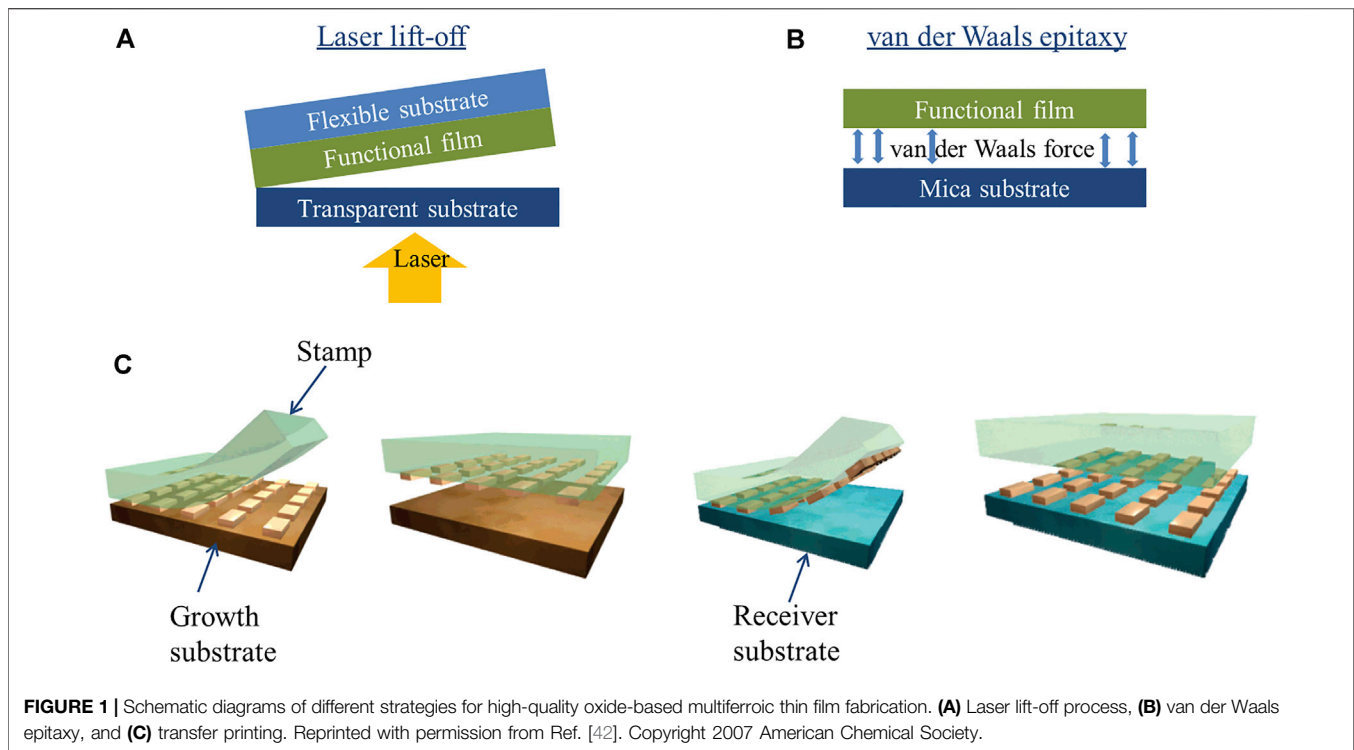 A
Laser lift-off
Flexible substrate
Functional film
Transparent substrate
Laser
B
van der Waals epitaxy
Functional film
van der Waals force
Mica substrate
C
Stamp
Growth
substrate
Receiver
substrate
FIGURE 1 | Schematic diagrams of different strategies for high-quality oxide-based multiferroic thin film fabrication. (A) Laser lift-off process, (B) van der Waals
epitaxy, and (C) transfer printing. Reprinted with permission from Ref. [42]. Copyright 2007 American Chemical Society.